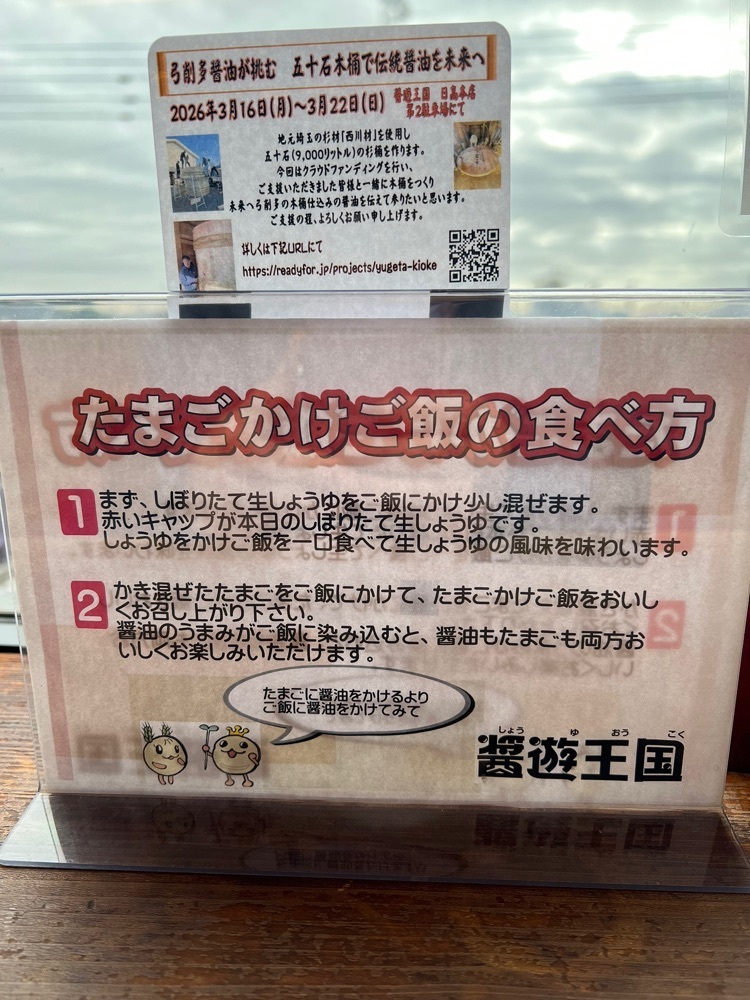 弓削多醤油が挑む 五十石木桶で伝統醤油を未来へ
2026年3月16日(月)〜3月22日(日) 醤遊王国 日高本店
第2駐車場にて
地元埼玉の杉材「西川材」を使用し
五十石(9,000リットル)の杉桶を作ります。
今回はクラウドファンディングを行い、
ご支援いただきました皆様と一緒に木桶をつくり
未来へ弓削多の木桶仕込みの醤油を伝えて参りたいと思います。
ご支援の程、よろしくお願い申し上げます。
詳しくは下記URLにて
https://readyfor.jp/projects/yugeta-kioke
たまごかけご飯の食べ方
1 まず、しぼりたて生しょうゆをご飯にかけ少し混ぜます。
赤いキャップが本日のしぼりたて生しょうゆです。
しょうゆをかけご飯を一口食べて生しょうゆの風味を味わいます。
2 かき混ぜたたまごをご飯にかけて、たまごかけご飯をおいし
くお召し上がり下さい。
醤油のうまみがご飯に染み込むと、醤油もたまごも両方お
いしくお楽しみいただけます。
たまごに醤油をかけるより
ご飯に醤油をかけてみて
しょう ゆ おう こく
醤遊王国